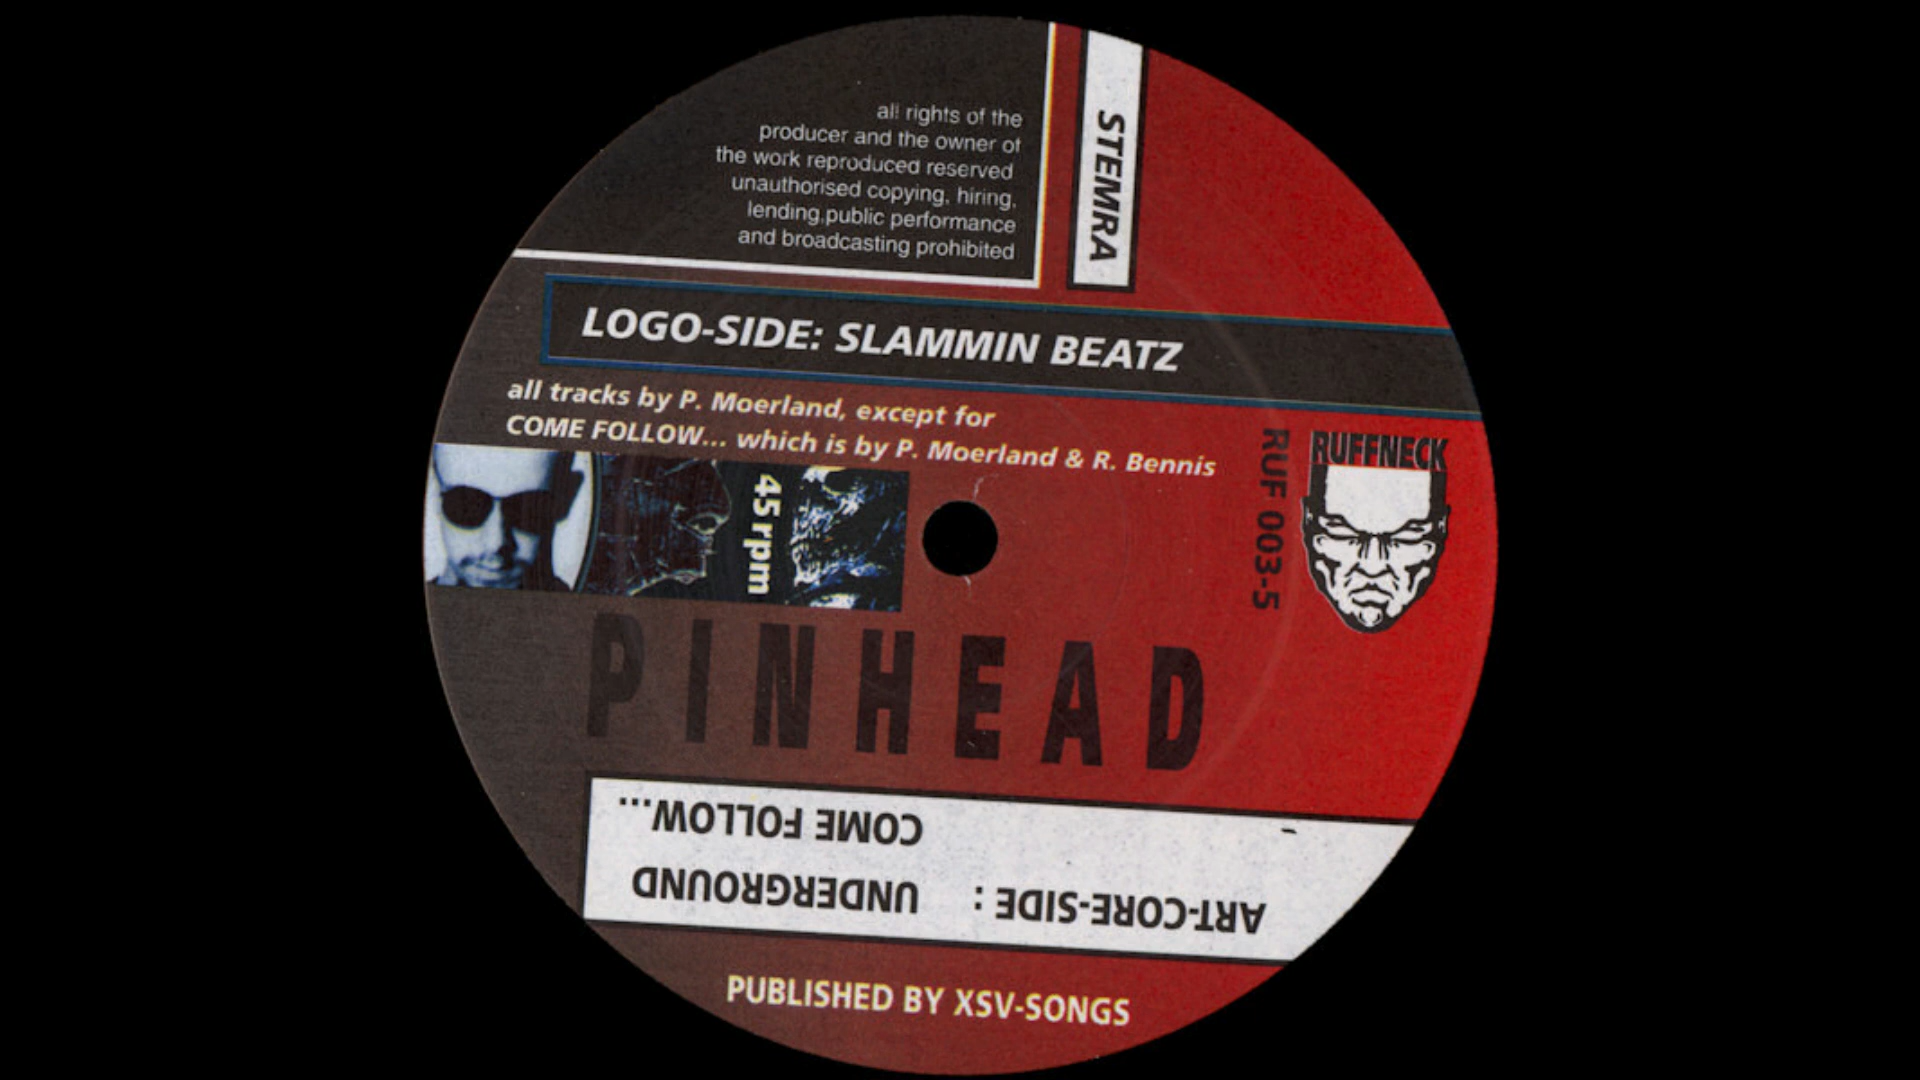 all rights of the
producer and the owner of
the work reproduced reserved
unauthorised copying, hiring,
lending,public performance
and broadcasting prohibited
STEMRA
LOGO-SIDE: SLAMMIN BEATZ
all tracks by P. Moerland, except for
COME FOLLOW... which is by P. Moerland & R. Bennis
45 rpm
RUF 003-5
RUFFNECK
PINHEAD
ART-CORE-SIDE : UNDERGROUND
COME FOLLOW...
PUBLISHED BY XSV-SONGS